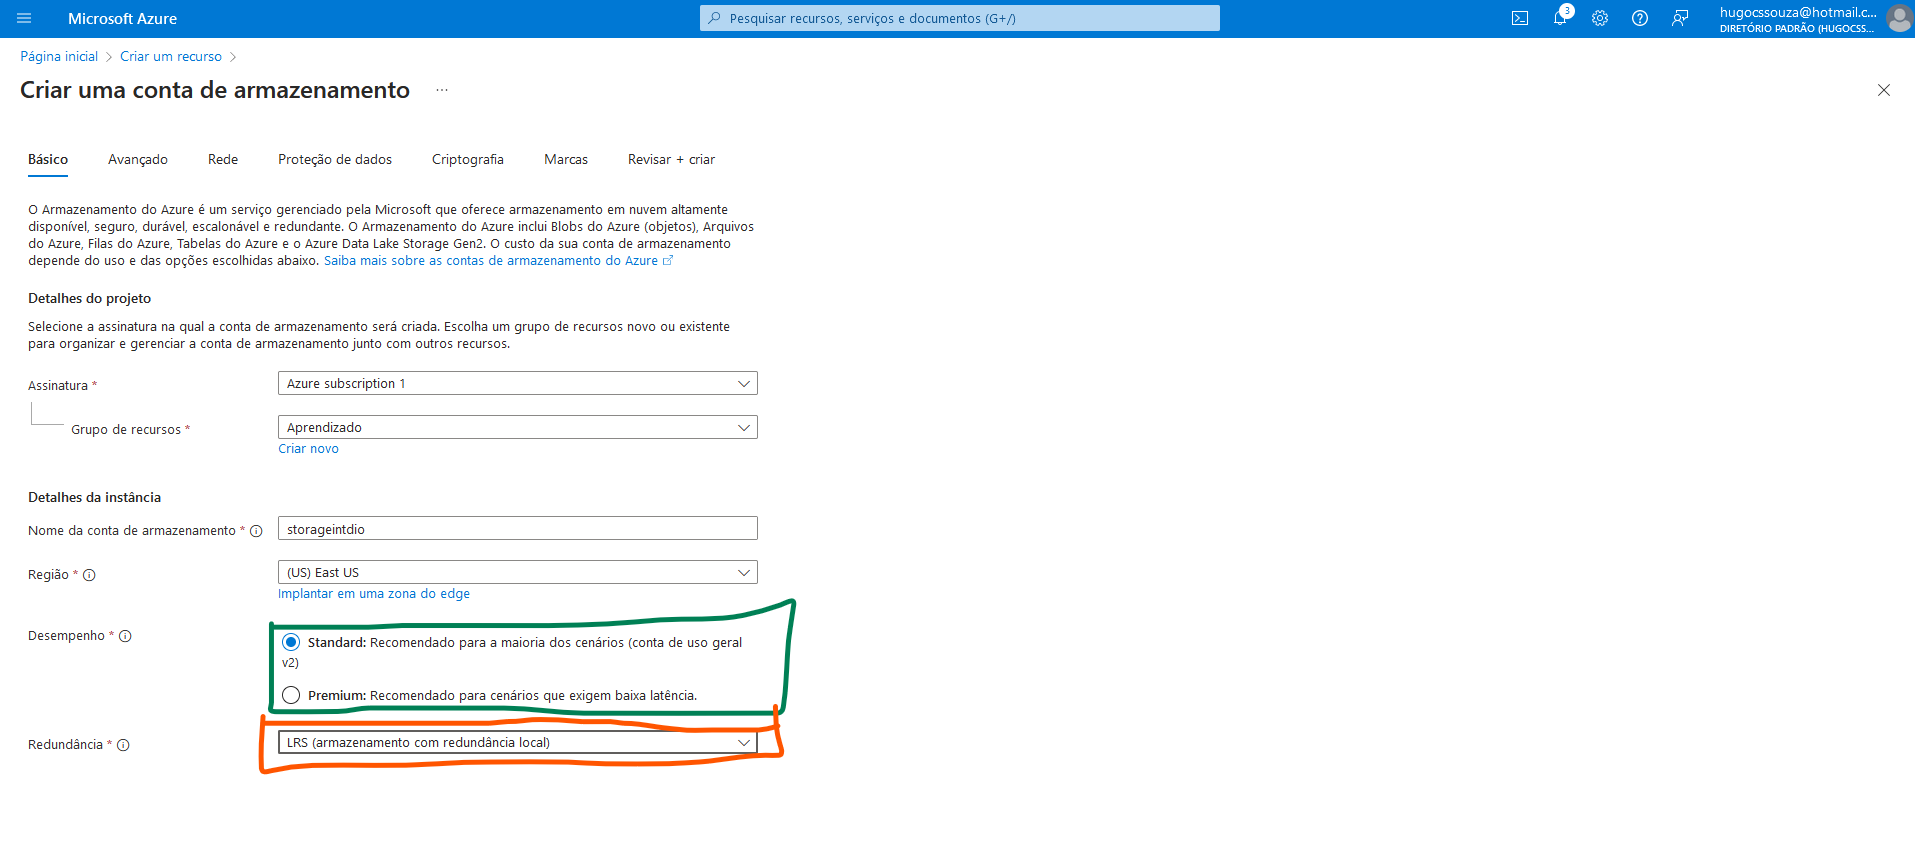 Microsoft Azure
Pesquisar recursos, serviços e documentos (G+/)
3
hugocssouza@hotmail.c...
DIRETÓRIO PADRÃO (HUGOCSS...
Página inicial > Criar um recurso >
Criar uma conta de armazenamento ...
Básico Avançado Rede Proteção de dados Criptografia Marcas Revisar + criar
O Armazenamento do Azure é um serviço gerenciado pela Microsoft que oferece armazenamento em nuvem altamente
disponível, seguro, durável, escalonável e redundante. O Armazenamento do Azure inclui Blobs do Azure (objetos), Arquivos
do Azure, Filas do Azure, Tabelas do Azure e o Azure Data Lake Storage Gen2. O custo da sua conta de armazenamento
depende do uso e das opções escolhidas abaixo. Saiba mais sobre as contas de armazenamento do Azure
Detalhes do projeto
Selecione a assinatura na qual a conta de armazenamento será criada. Escolha um grupo de recursos novo ou existente
para organizar e gerenciar a conta de armazenamento junto com outros recursos.
Assinatura * Azure subscription 1
Grupo de recursos * Aprendizado
Criar novo
Detalhes da instância
Nome da conta de armazenamento * storageintdio
Região * (US) East US
Implantar em uma zona do edge
Desempenho * Standard: Recomendado para a maioria dos cenários (conta de uso geral
v2)
Premium: Recomendado para cenários que exigem baixa latência.
Redundância * LRS (armazenamento com redundância local)